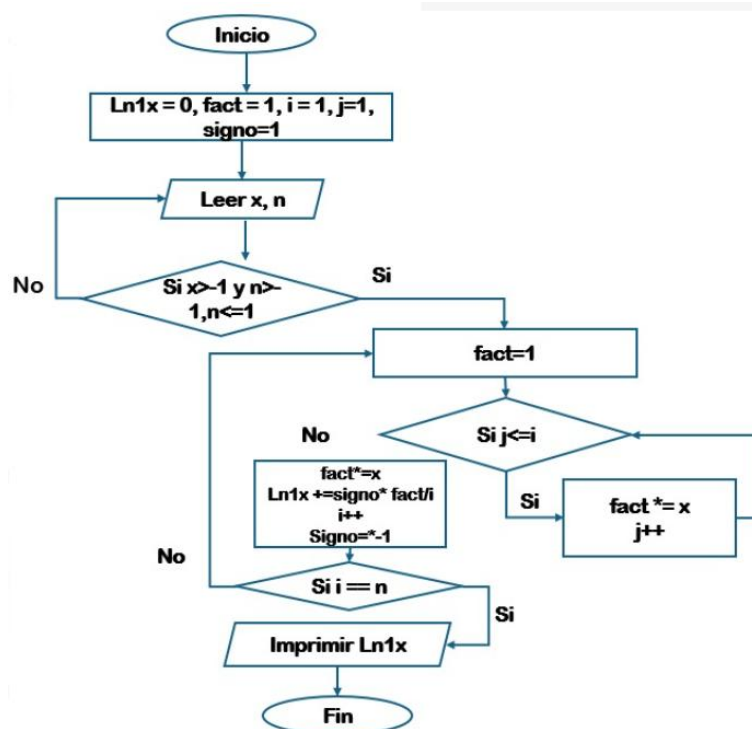 Inicio
Ln1x = 0, fact = 1, i = 1, j=1,
signo=1
Leer x, n
No
Si x>-1 y n>-
1,n<=1
Si
fact=1
Si j<=i
No
Si
fact *= x
j++
fact*=x
Ln1x +=signo* fact/i
i++
Signo=*-1
No
Si i == n
Si
Imprimir Ln1x
Fin